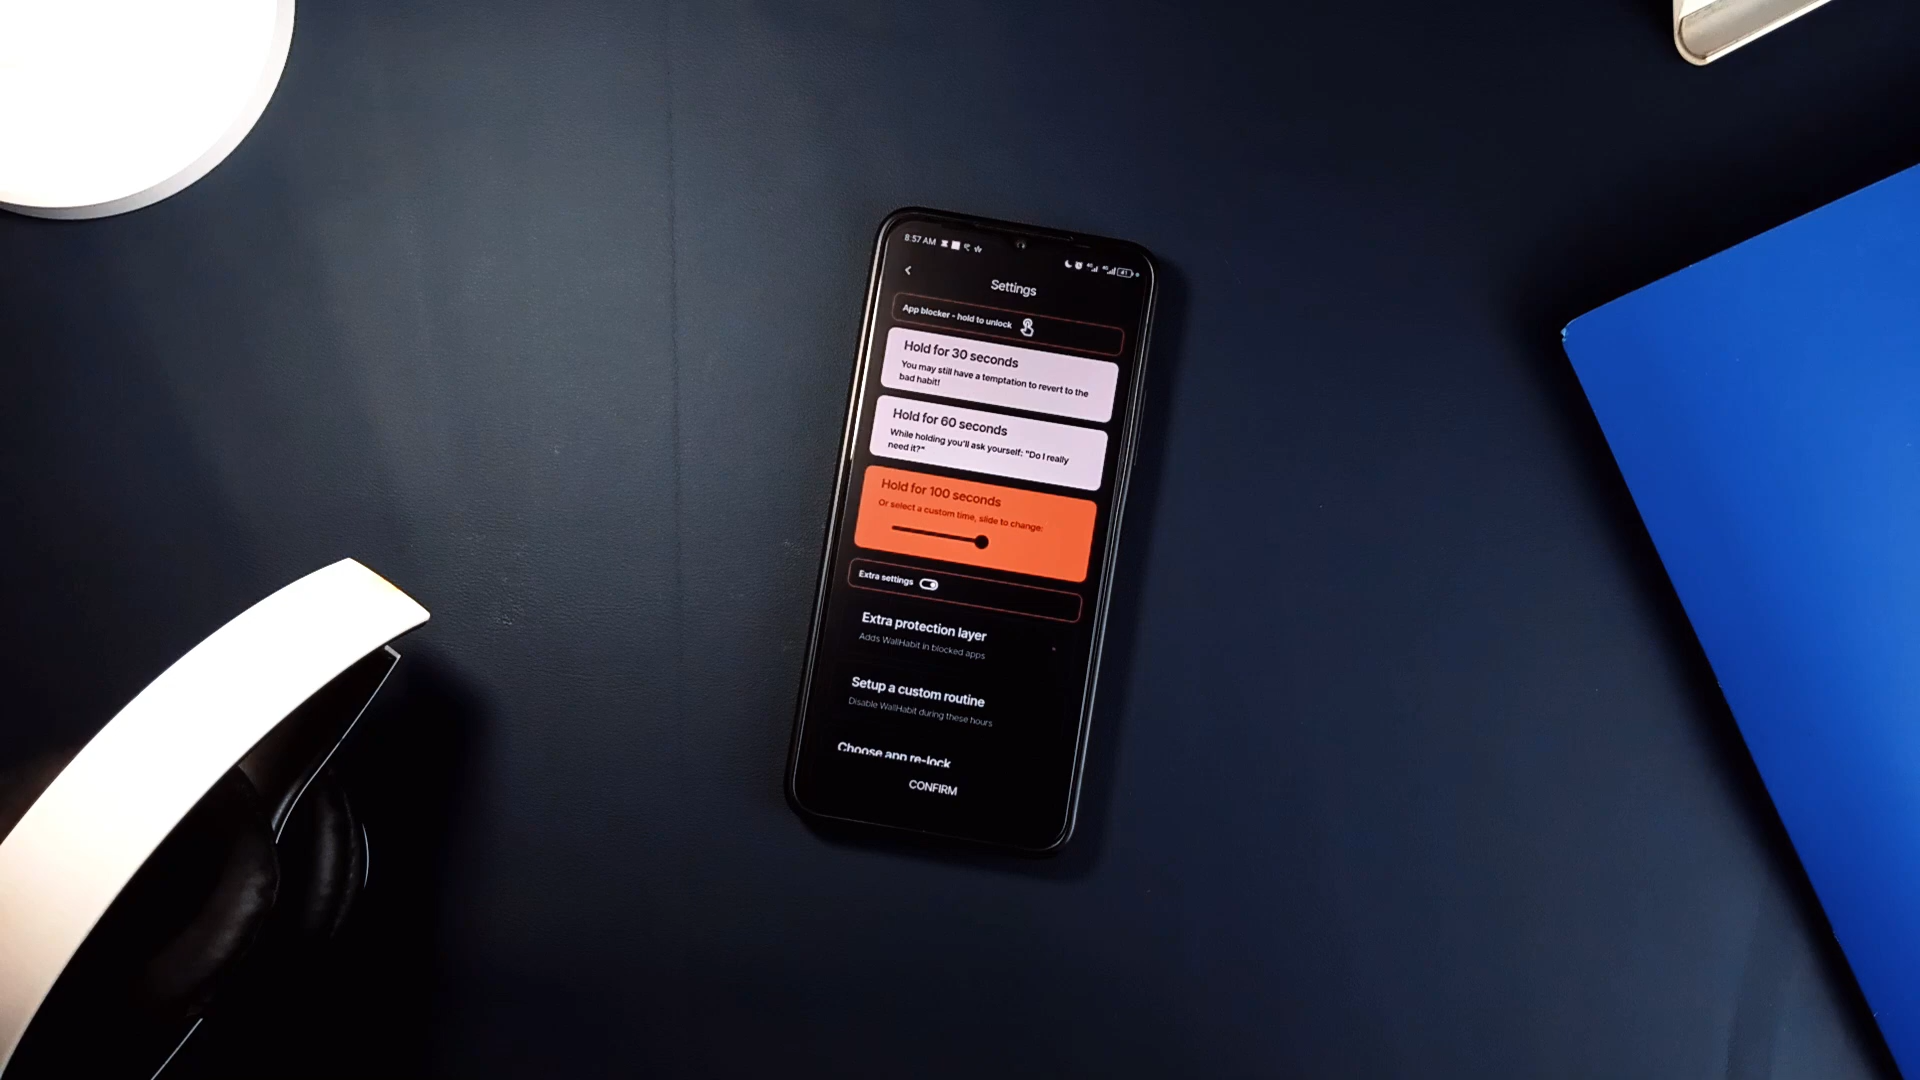 8:57 AM
41
Settings
App blocker - hold to unlock
Hold for 30 seconds
You may still have a temptation to revert to the
bad habit!
Hold for 60 seconds
While holding you'll ask yourself: "Do I really
need it?"
Hold for 100 seconds
Or select a custom time, slide to change:
Extra settings
Extra protection layer
Adds WallHabit in blocked apps
Setup a custom routine
Disable WallHabit during these hours
Choose app re-lock
CONFIRM